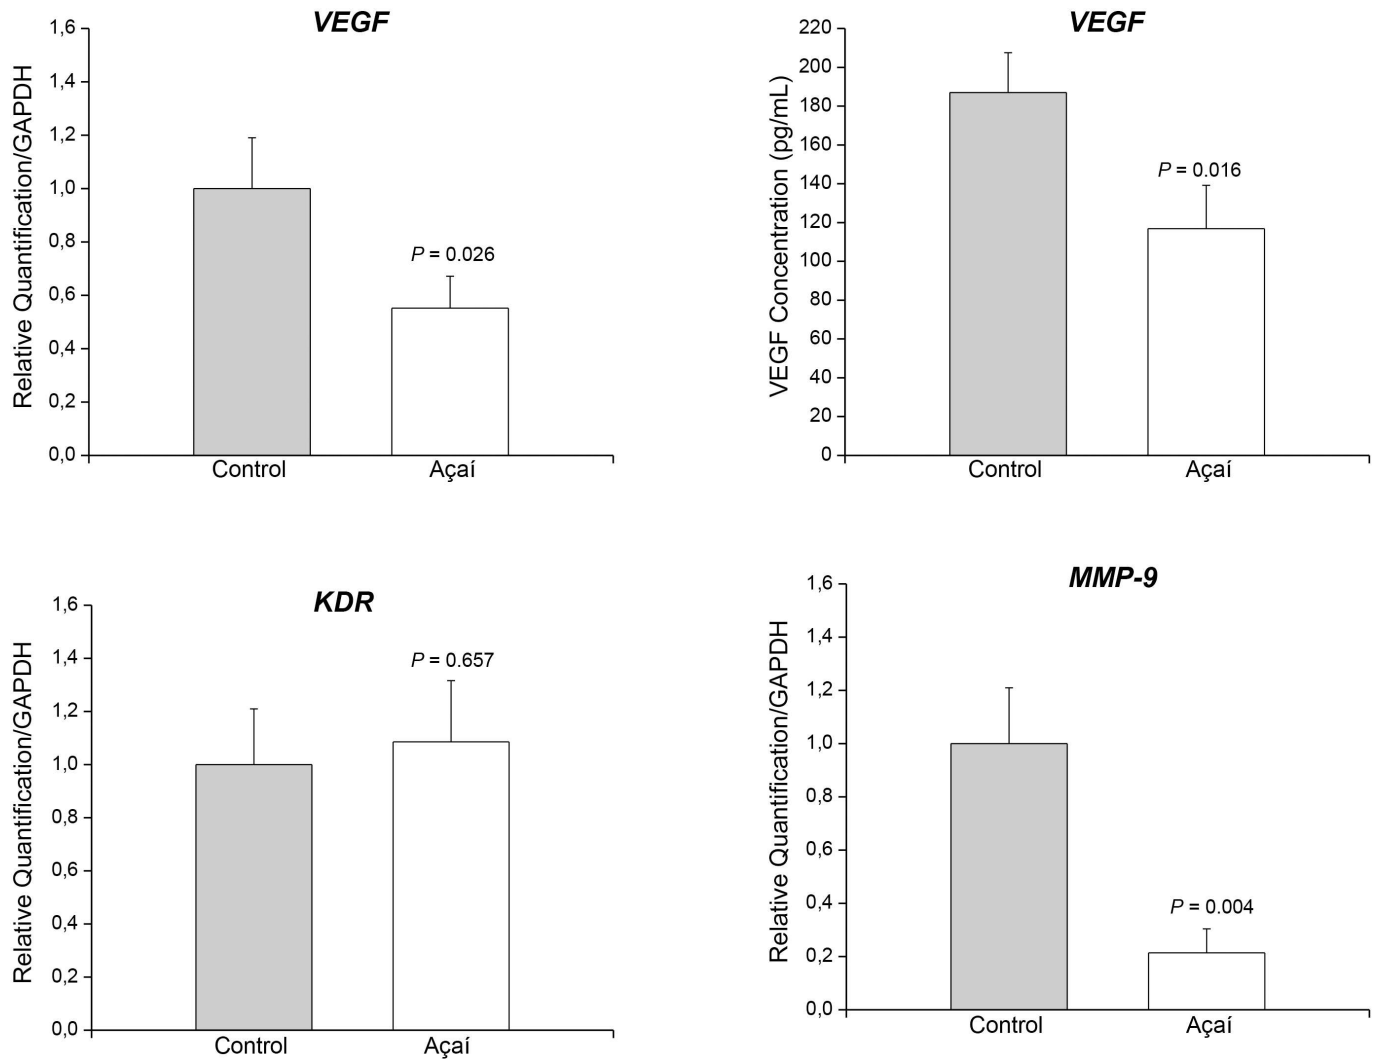 VEGF
Relative Quantification/GAPDH
1,6
1,4
1,2
1,0
0,8
0,6
0,4
0,2
0,0
P = 0.026
Control
Açaí
VEGF
VEGF Concentration (pg/mL)
220
200
180
160
140
120
100
80
60
40
20
0
P = 0.016
Control
Açaí
KDR
Relative Quantification/GAPDH
1,6
1,4
1,2
1,0
0,8
0,6
0,4
0,2
0,0
P = 0.657
Control
Açaí
MMP-9
Relative Quantification/GAPDH
1,6
1,4
1,2
1,0
0,8
0,6
0,4
0,2
0,0
P = 0.004
Control
Açaí